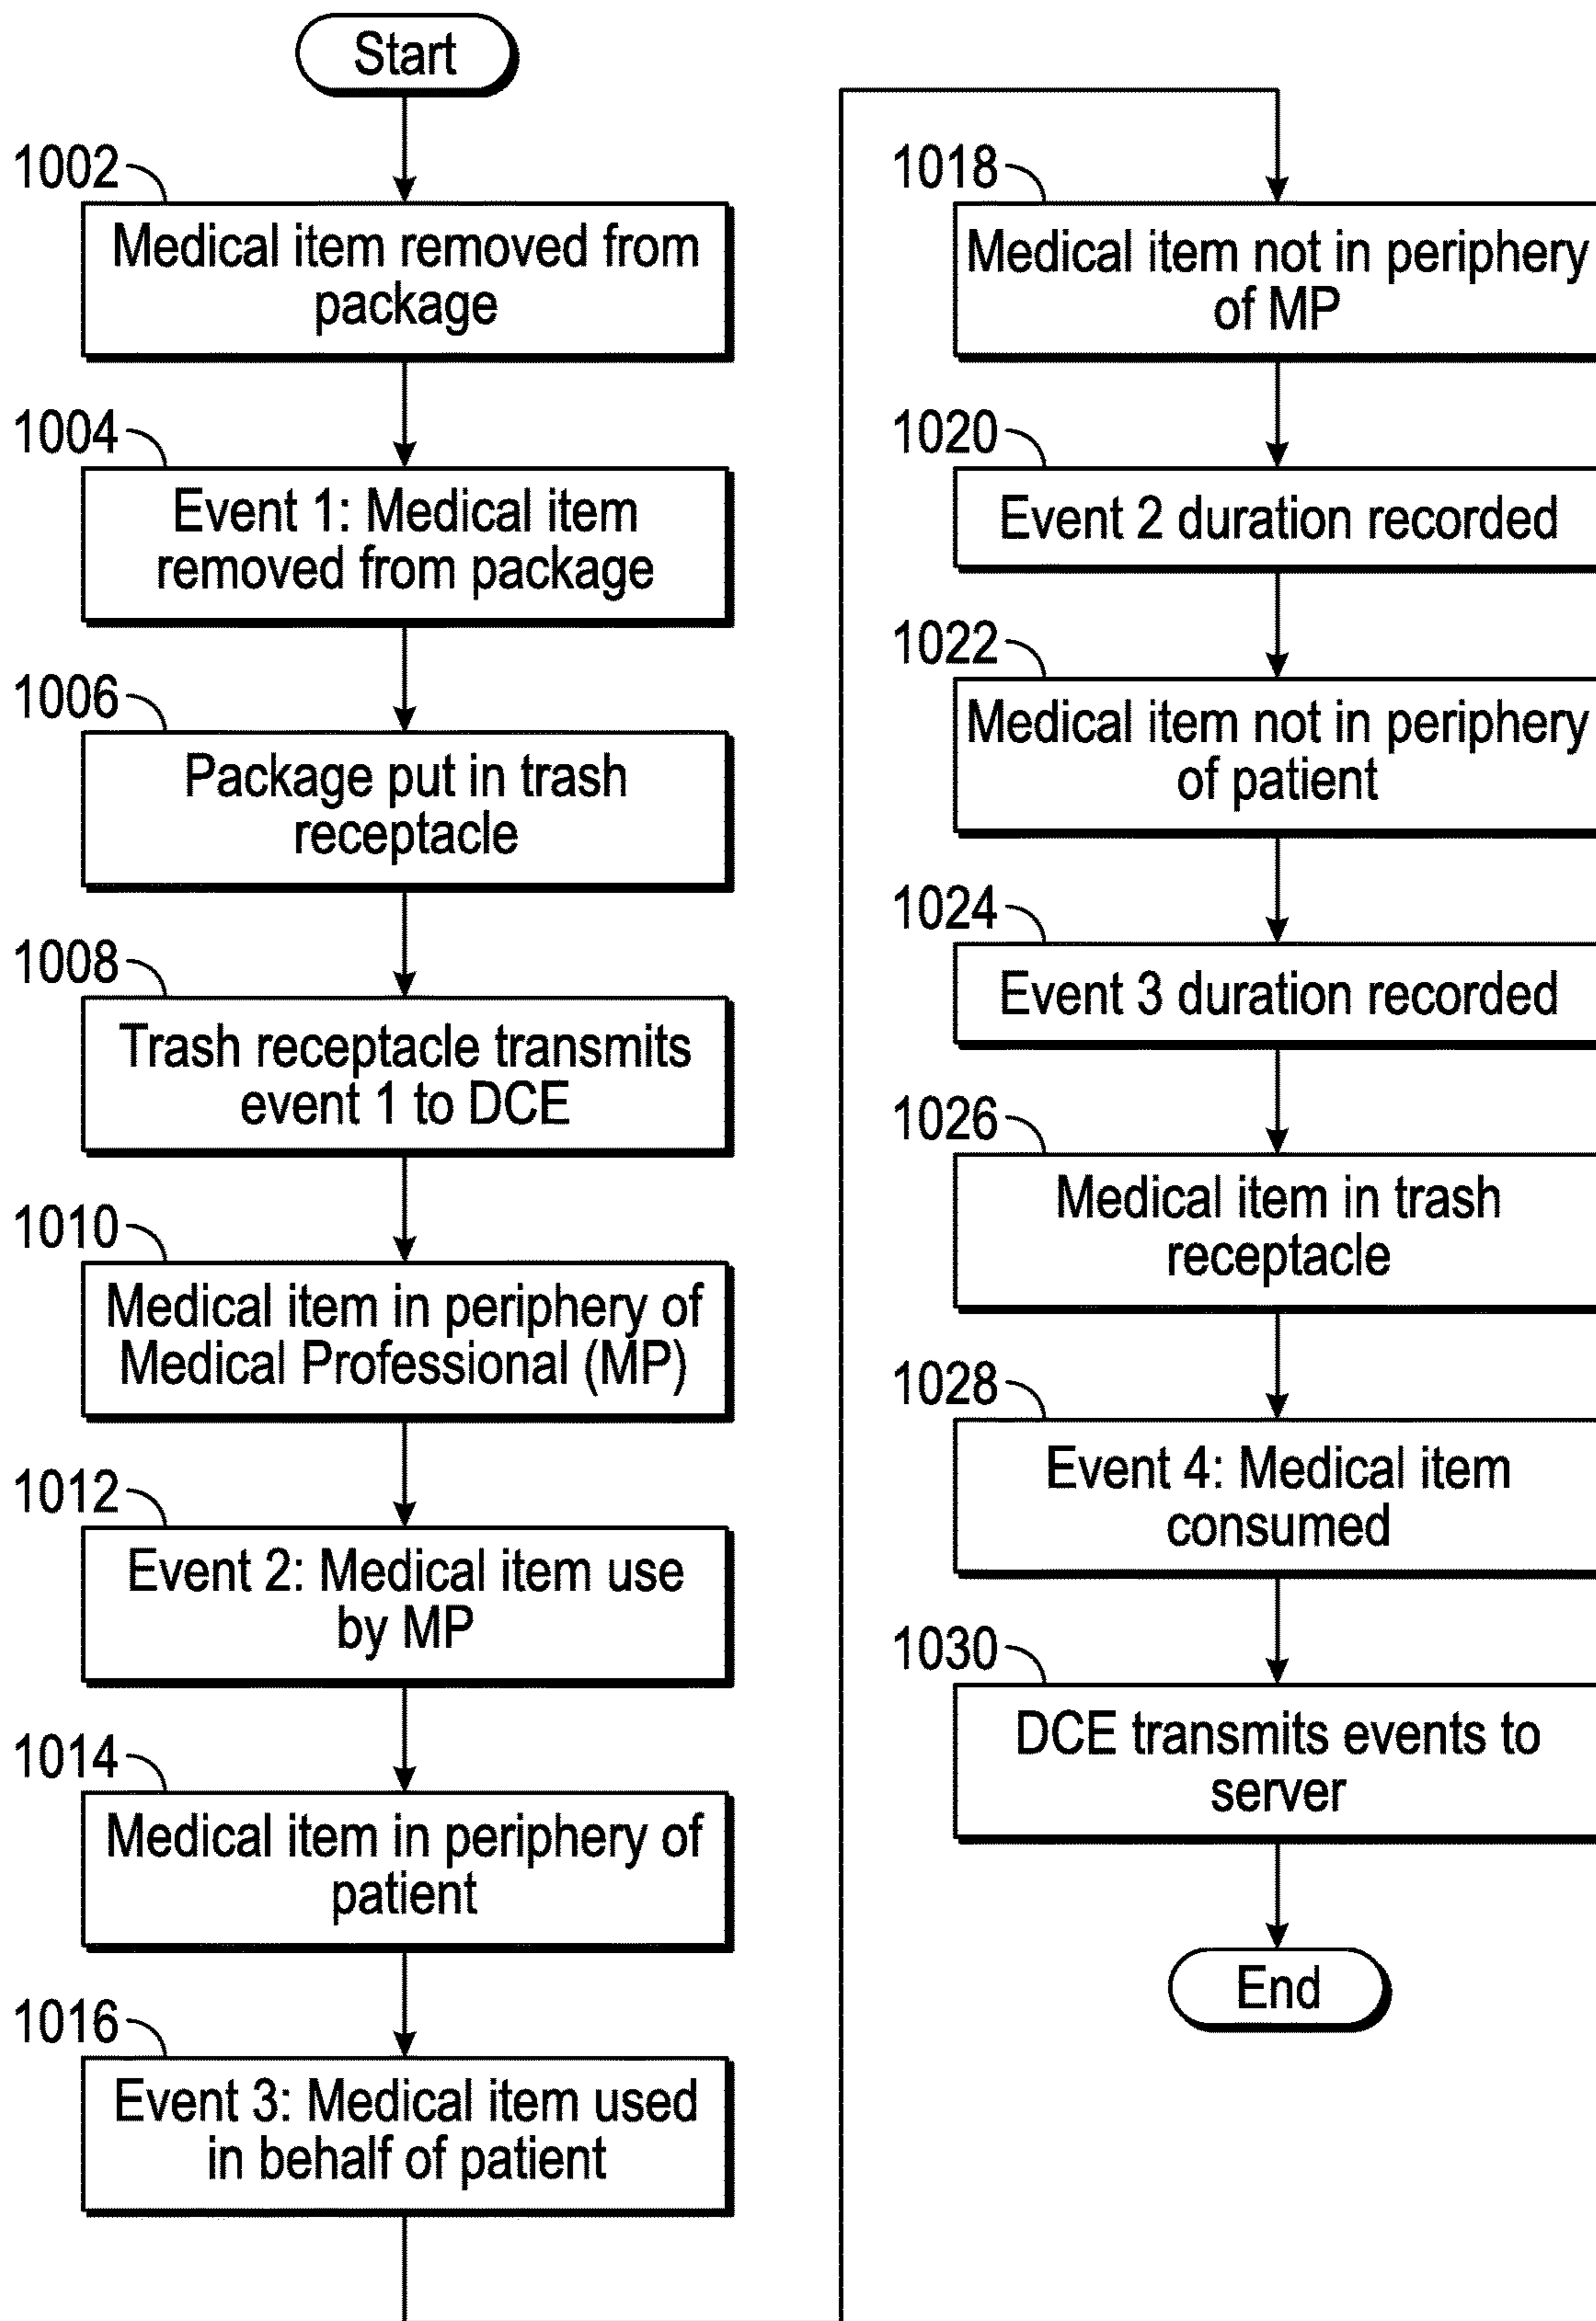 Start
1002
Medical item removed from
package
1004
Event 1: Medical item
removed from package
1006
Package put in trash
receptacle
1008
Trash receptacle transmits
event 1 to DCE
1010
Medical item in periphery of
Medical Professional (MP)
1012
Event 2: Medical item use
by MP
1014
Medical item in periphery of
patient
1016
Event 3: Medical item used
in behalf of patient
1018
Medical item not in periphery
of MP
1020
Event 2 duration recorded
1022
Medical item not in periphery
of patient
1024
Event 3 duration recorded
1026
Medical item in trash
receptacle
1028
Event 4: Medical item
consumed
1030
DCE transmits events to
server
End